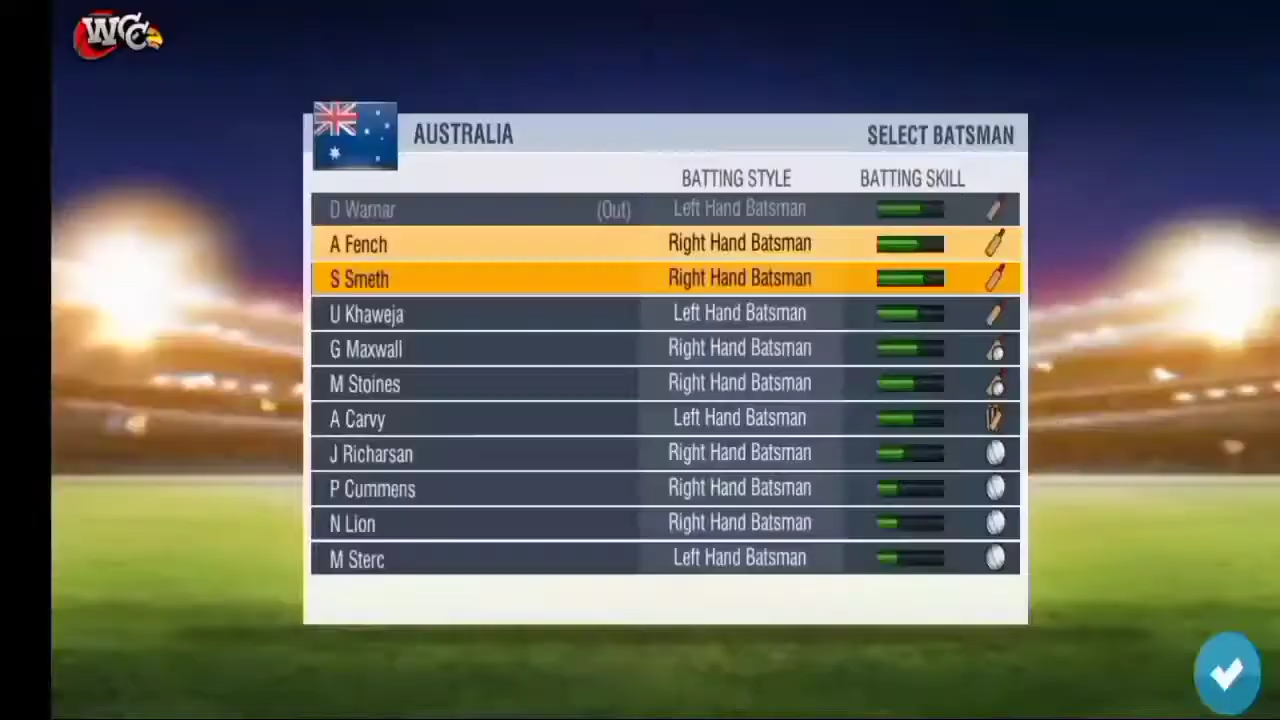 WCC
AUSTRALIA SELECT BATSMAN
BATTING STYLE BATTING SKILL
D Warnar (Out) Left Hand Batsman
A Fench Right Hand Batsman
S Smeth Right Hand Batsman
U Khaweja Left Hand Batsman
G Maxwall Right Hand Batsman
M Stoines Right Hand Batsman
A Carvy Left Hand Batsman
J Richarsan Right Hand Batsman
P Cummens Right Hand Batsman
N Lion Right Hand Batsman
M Sterc Left Hand Batsman